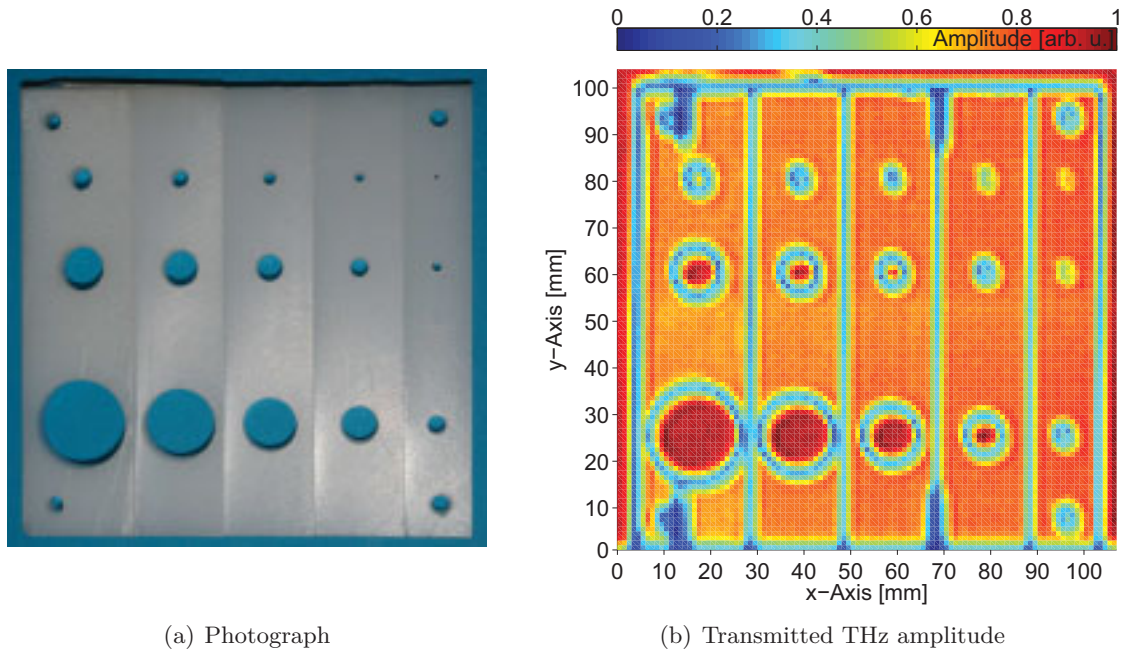 0 0.2 0.4 0.6 0.8 1
Amplitude [arb. u.]
100
90
80
70
60
50
40
30
20
10
0
y−Axis [mm]
0 10 20 30 40 50 60 70 80 90 100
x−Axis [mm]
(a) Photograph
(b) Transmitted THz amplitude